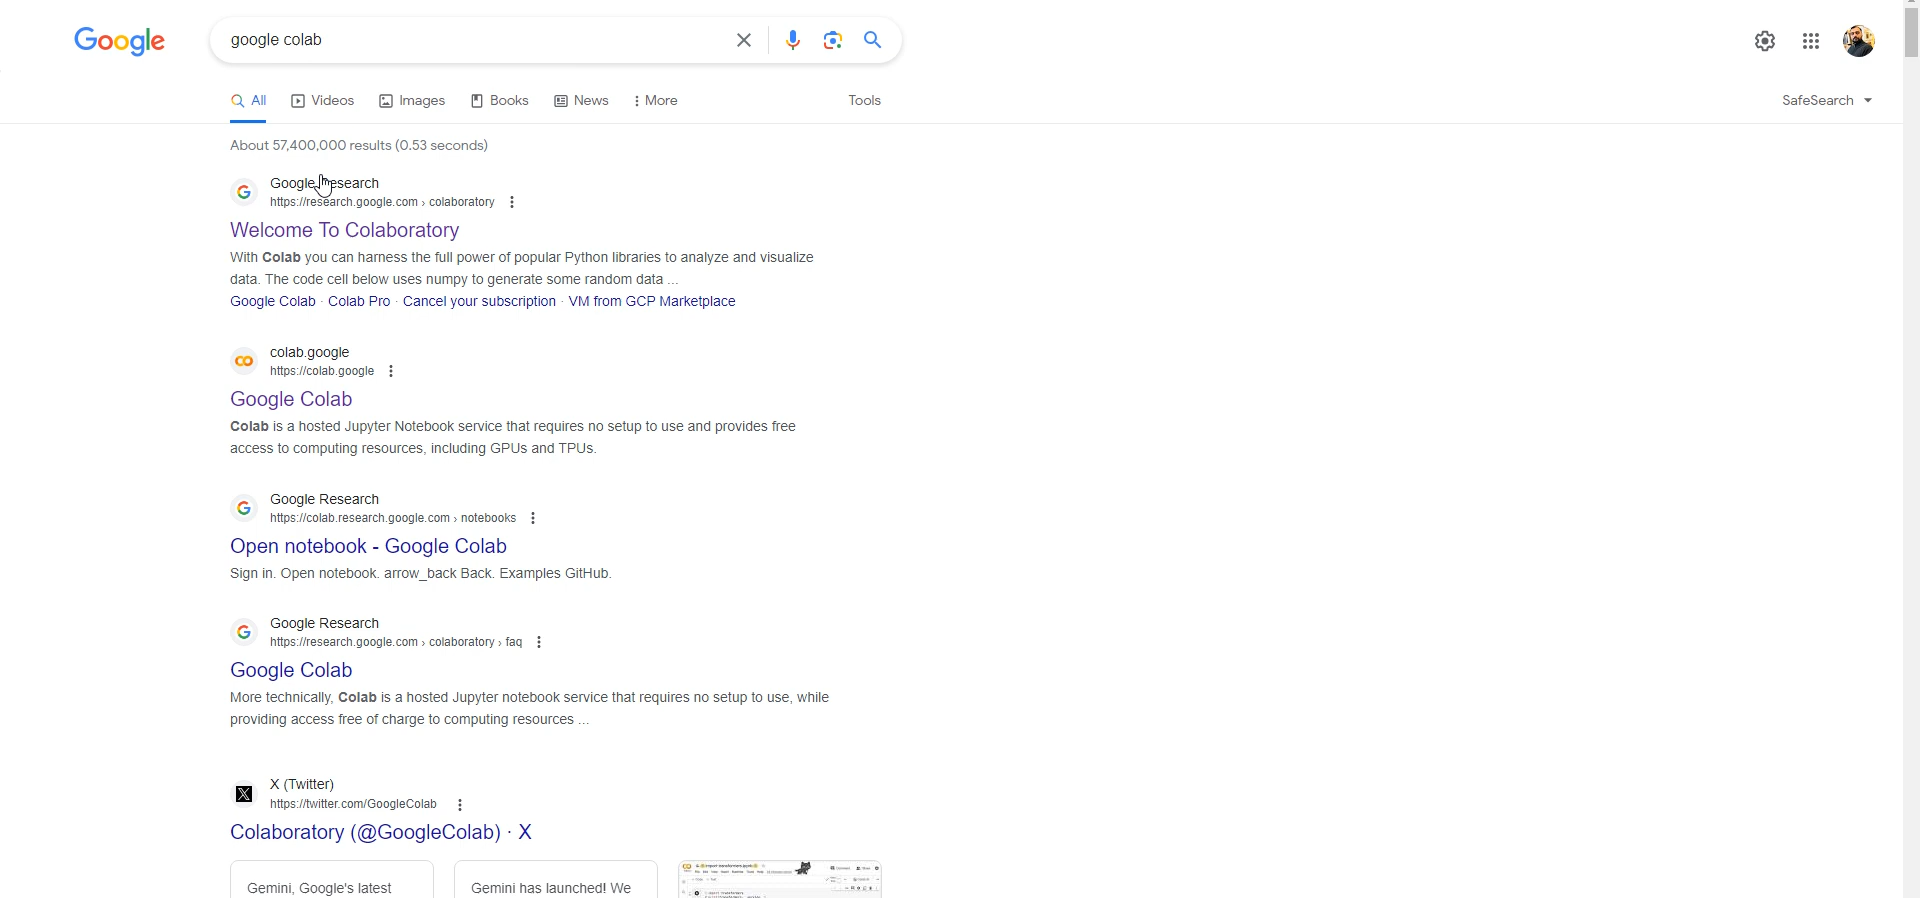 Google
google colab
All
Videos
Images
Books
News
More
Tools
SafeSearch
About 57,400,000 results (0.53 seconds)
Google Research
https://research.google.com › colaboratory
Welcome To Colaboratory
With Colab you can harness the full power of popular Python libraries to analyze and visualize
data. The code cell below uses numpy to generate some random data ...
Google Colab · Colab Pro · Cancel your subscription · VM from GCP Marketplace
colab.google
https://colab.google
Google Colab
Colab is a hosted Jupyter Notebook service that requires no setup to use and provides free
access to computing resources, including GPUs and TPUs.
Google Research
https://colab.research.google.com › notebooks
Open notebook - Google Colab
Sign in. Open notebook. arrow_back Back. Examples GitHub.
Google Research
https://research.google.com › colaboratory › faq
Google Colab
More technically, Colab is a hosted Jupyter notebook service that requires no setup to use, while
providing access free of charge to computing resources ...
X (Twitter)
https://twitter.com/GoogleColab
Colaboratory (@GoogleColab) · X
Gemini, Google's latest
Gemini has launched! We